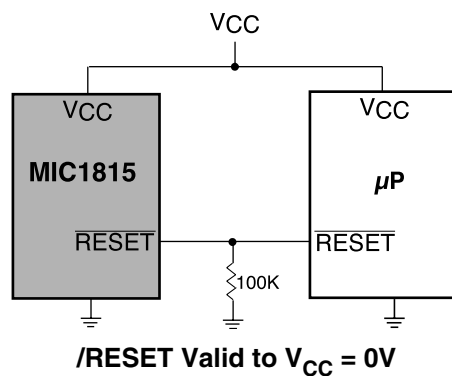 VCC
VCC
VCC
MIC1815
µP
RESET
RESET
100K
/RESET Valid to VCC = 0V